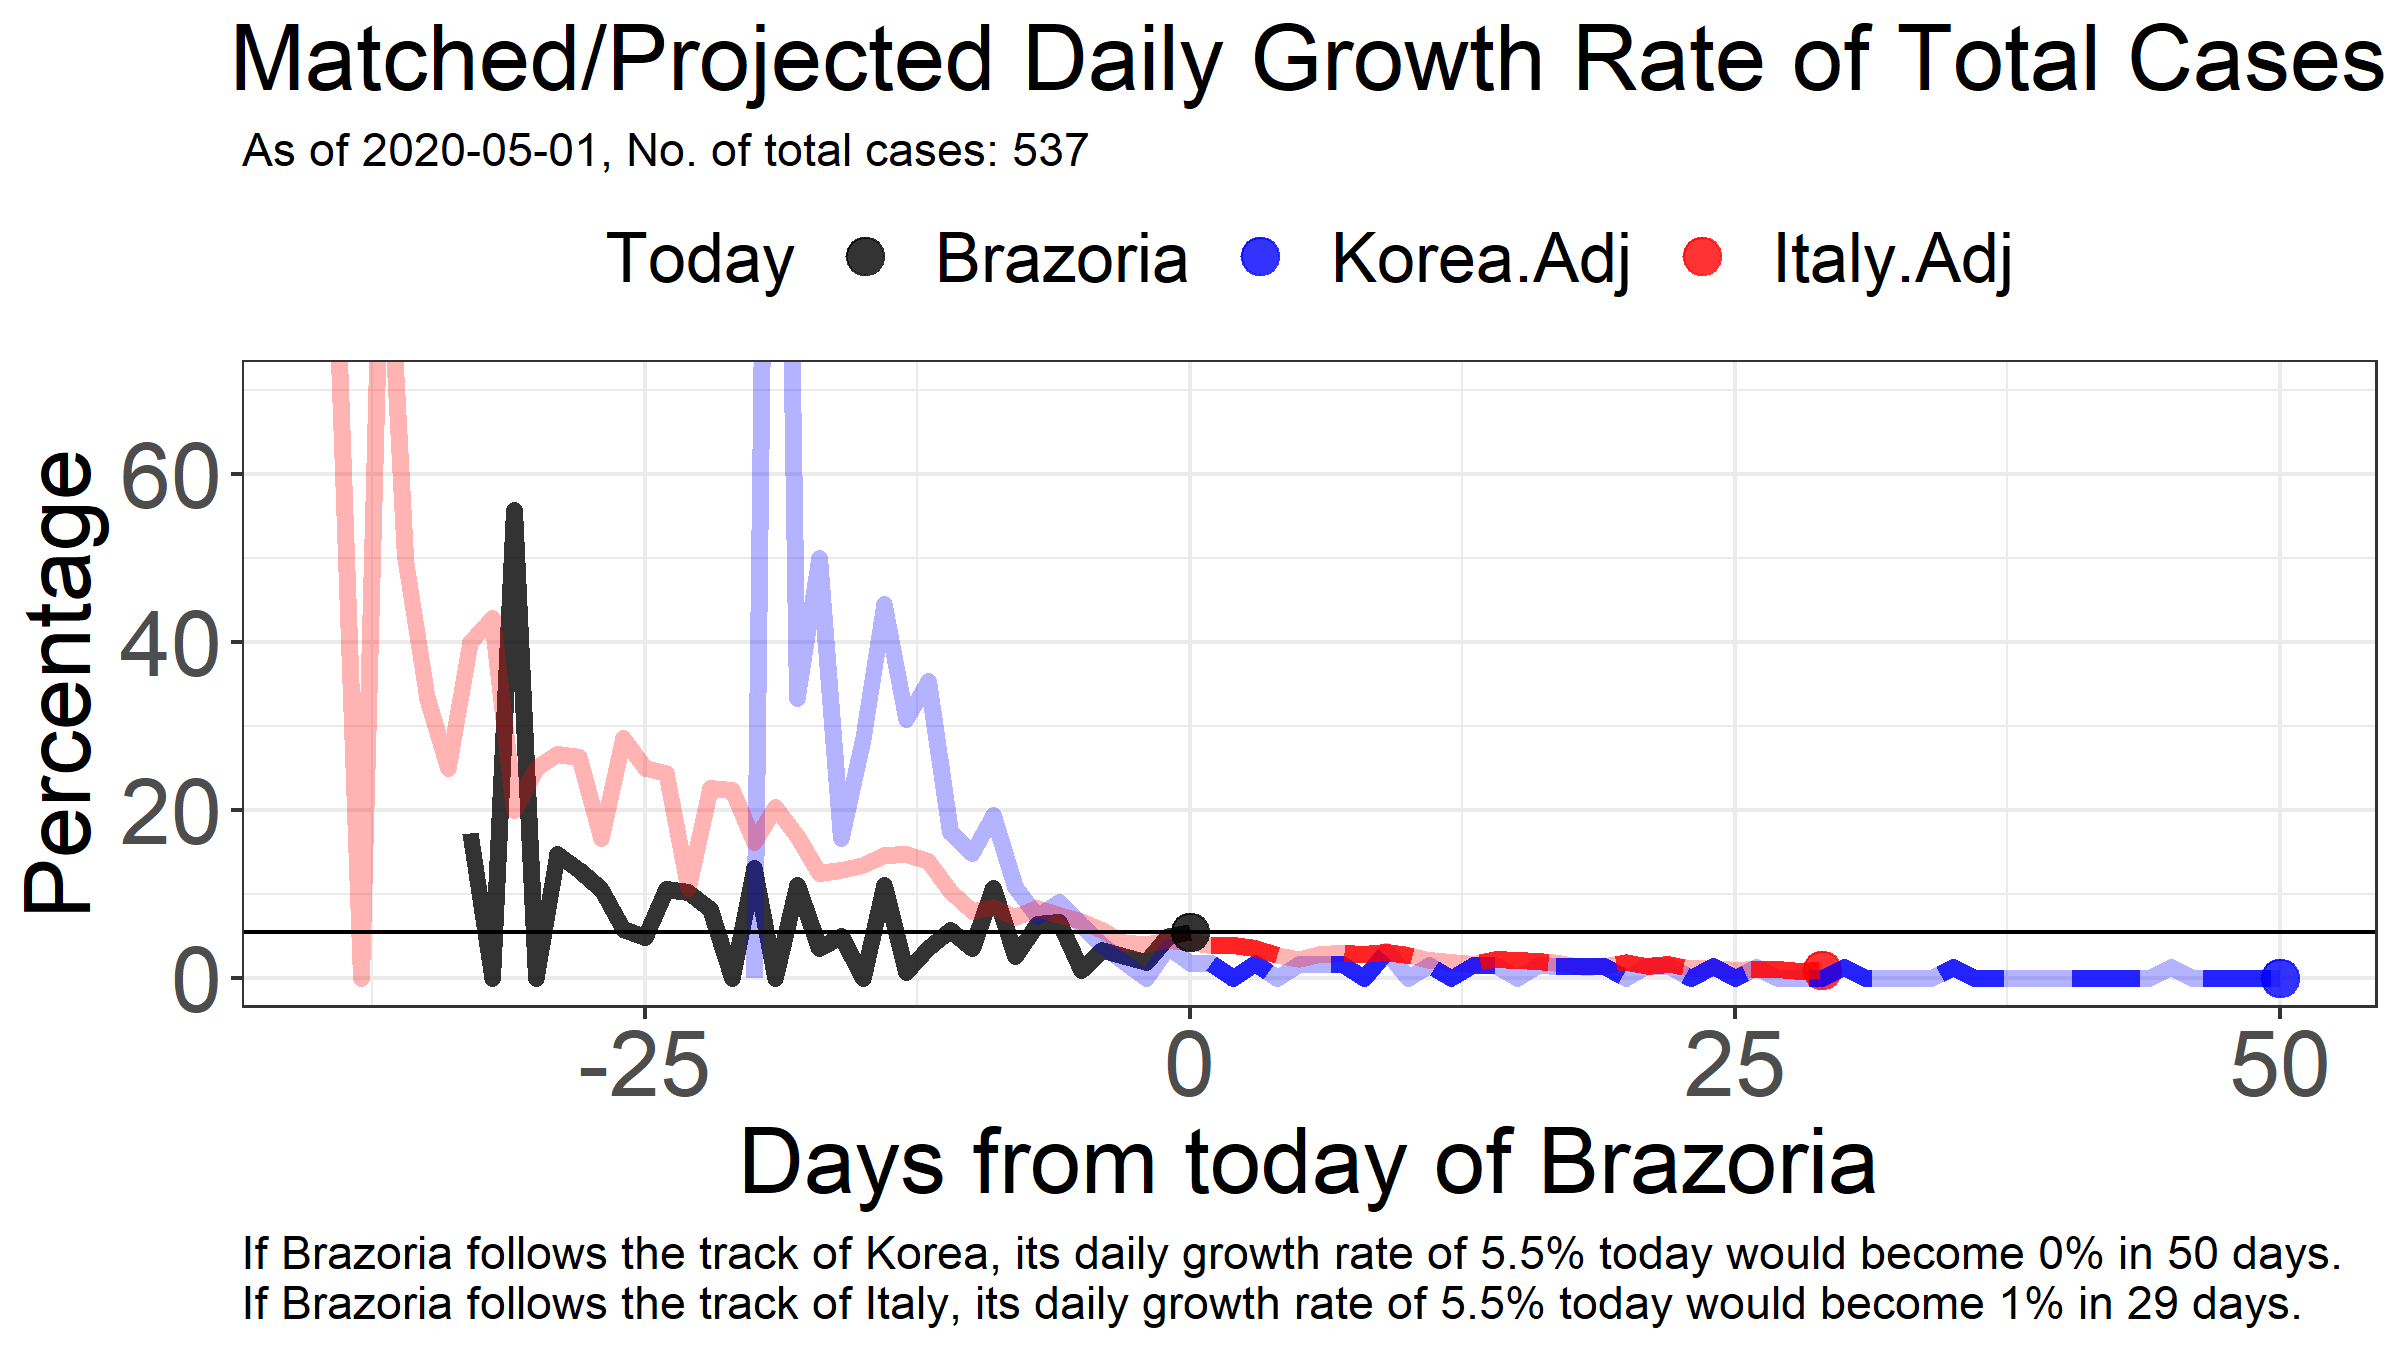 Matched/Projected Daily Growth Rate of Total Cases
As of 2020-05-01, No. of total cases: 537
Today Brazoria Korea.Adj Italy.Adj
Percentage
60
40
20
0
-25 0 25 50
Days from today of Brazoria
If Brazoria follows the track of Korea, its daily growth rate of 5.5% today would become 0% in 50 days.
If Brazoria follows the track of Italy, its daily growth rate of 5.5% today would become 1% in 29 days.